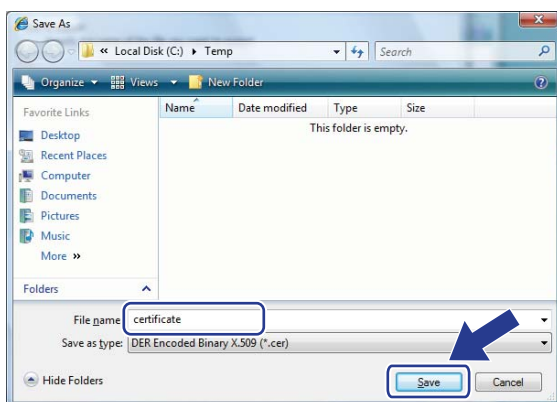 Save As
« Local Disk (C:) ▸ Temp
Search
Organize Views New Folder
Favorite Links
Name Date modified Type Size
This folder is empty.
Desktop
Recent Places
Computer
Documents
Pictures
Music
More »
Folders
File name: certificate
Save as type: DER Encoded Binary X.509 (*.cer)
Hide Folders
Save Cancel